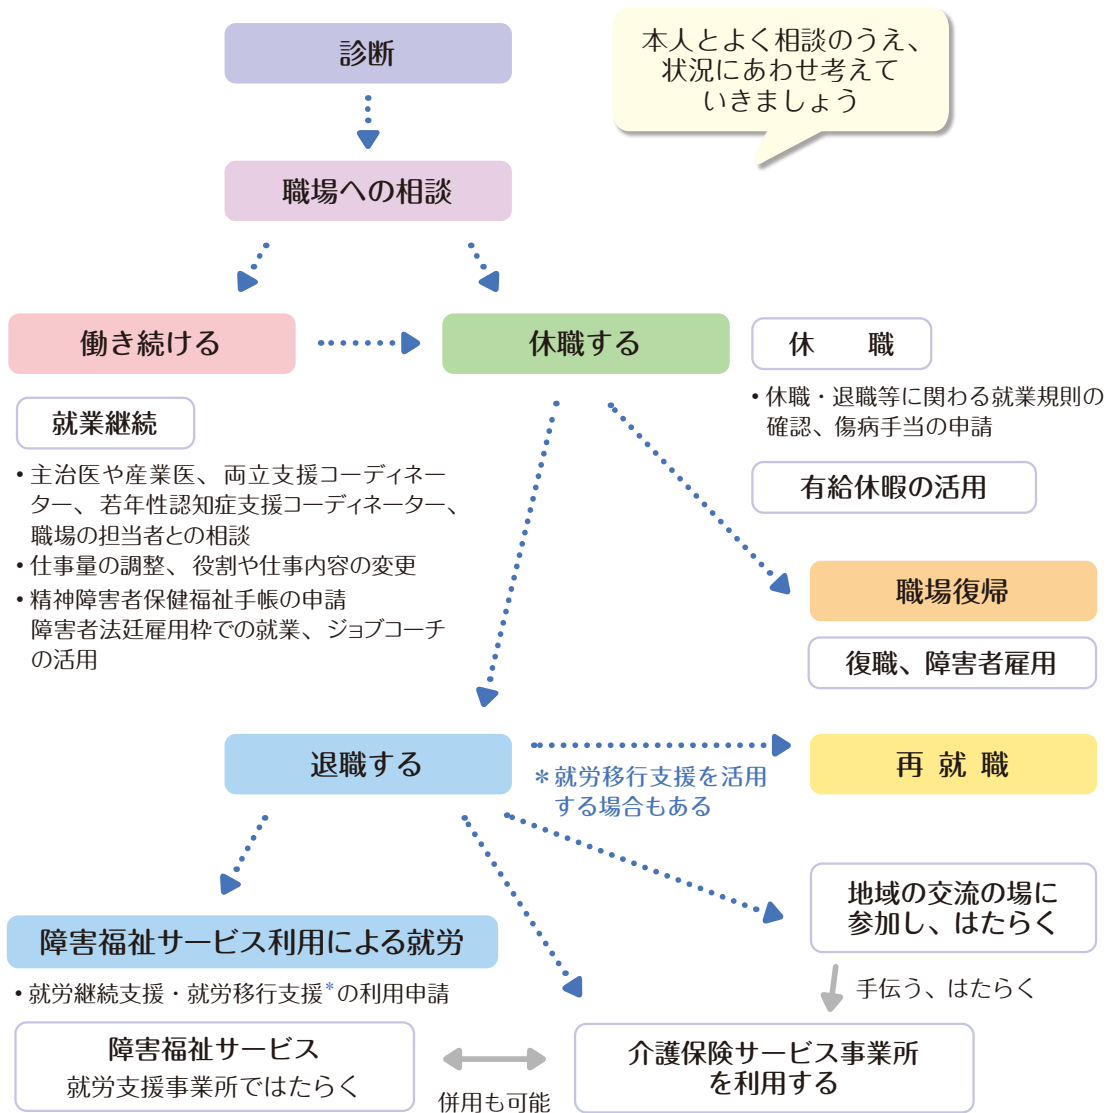 診断
本人とよく相談のうえ、
状況にあわせ考えて
いきましょう
職場への相談
働き続ける
休職する
休　職
・休職・退職等に関わる就業規則の
確認、傷病手当の申請
有給休暇の活用
就業継続
・主治医や産業医、両立支援コーディネー
ター、若年性認知症支援コーディネーター、
職場の担当者との相談
・仕事量の調整、役割や仕事内容の変更
・精神障害者保健福祉手帳の申請
障害者法廷雇用枠での就業、ジョブコーチ
の活用
職場復帰
復職、障害者雇用
退職する
＊就労移行支援を活用
する場合もある
再 就 職
地域の交流の場に
参加し、はたらく
障害福祉サービス利用による就労
・就労継続支援・就労移行支援*の利用申請
手伝う、はたらく
障害福祉サービス
就労支援事業所ではたらく
併用も可能
介護保険サービス事業所
を利用する